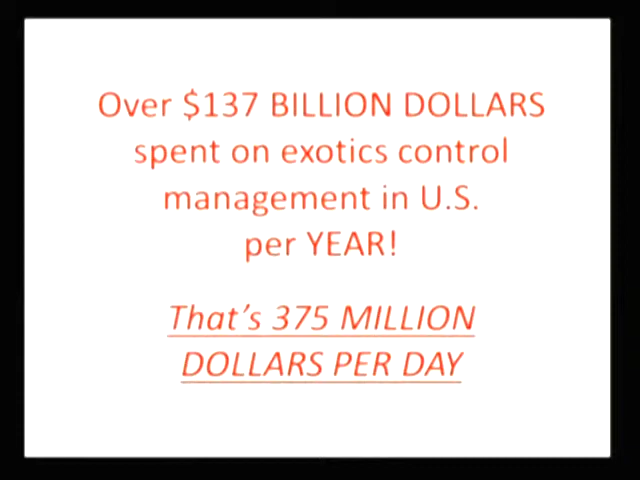 Over $137 BILLION DOLLARS
spent on exotics control
management in U.S.
per YEAR!
That's 375 MILLION
DOLLARS PER DAY